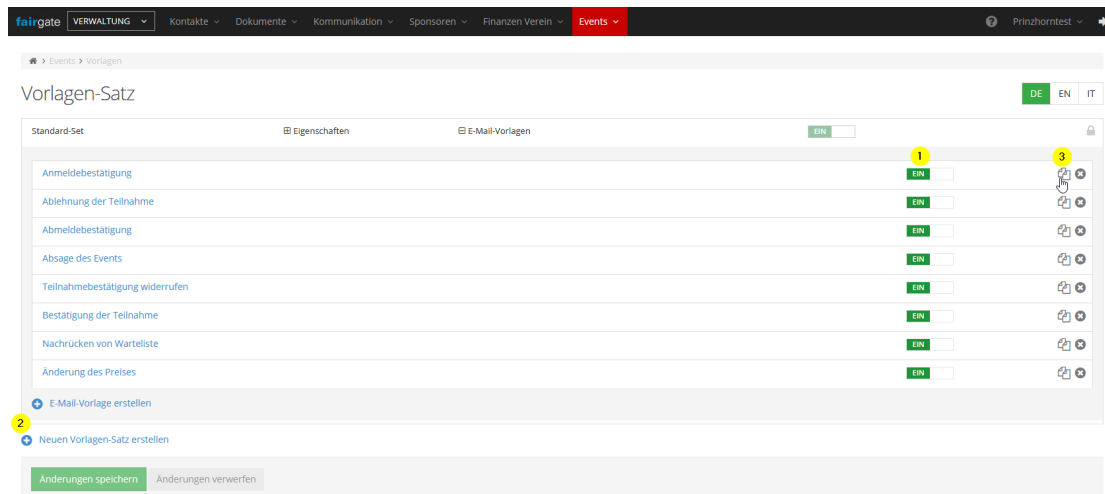 fairgate VERWALTUNG Kontakte Dokumente Kommunikation Sponsoren Finanzen Verein Events Prinzhorntest
> Events > Vorlagen
Vorlagen-Satz DE EN IT
Standard-Set Eigenschaften E-Mail-Vorlagen EIN
1 3
Anmeldebestätigung EIN
Ablehnung der Teilnahme EIN
Abmeldebestätigung EIN
Absage des Events EIN
Teilnahmebestätigung widerrufen EIN
Bestätigung der Teilnahme EIN
Nachrücken von Warteliste EIN
Änderung des Preises EIN
E-Mail-Vorlage erstellen
2
Neuen Vorlagen-Satz erstellen
Änderungen speichern Änderungen verwerfen